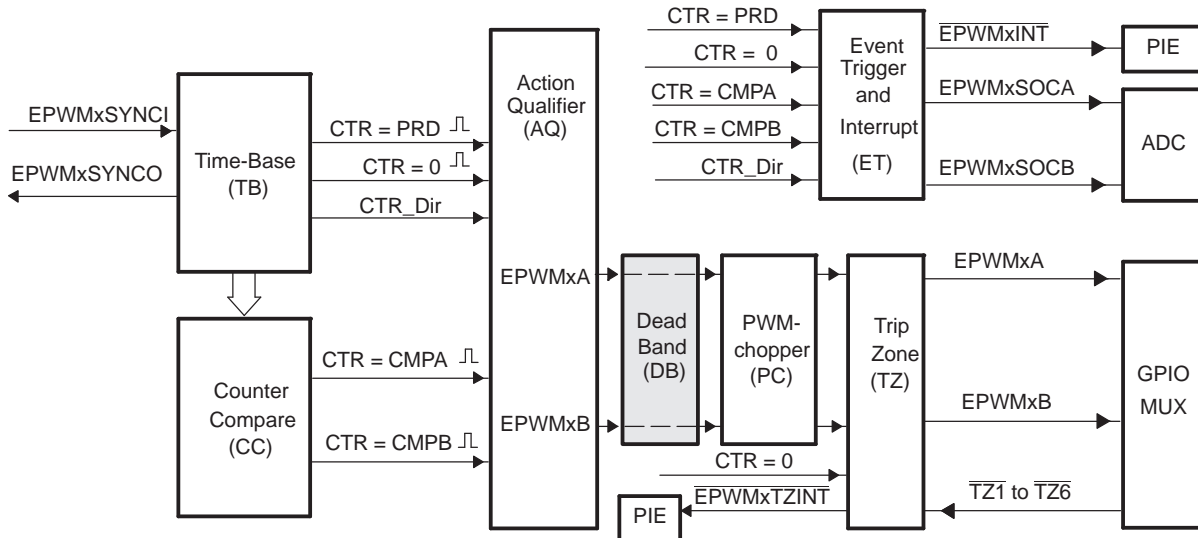 EPWMxSYNCI
EPWMxSYNCO
Time-Base
(TB)
CTR = PRD
CTR = 0
CTR_Dir
Counter
Compare
(CC)
CTR = CMPA
CTR = CMPB
Action
Qualifier
(AQ)
EPWMxA
EPWMxB
CTR = PRD
CTR = 0
CTR = CMPA
CTR = CMPB
CTR_Dir
Event
Trigger
and
Interrupt
(ET)
EPWMxINT
EPWMxSOCA
EPWMxSOCB
PIE
ADC
Dead
Band
(DB)
PWM-
chopper
(PC)
Trip
Zone
(TZ)
CTR = 0
EPWMxTZINT
PIE
EPWMxA
EPWMxB
TZ1 to TZ6
GPIO
MUX